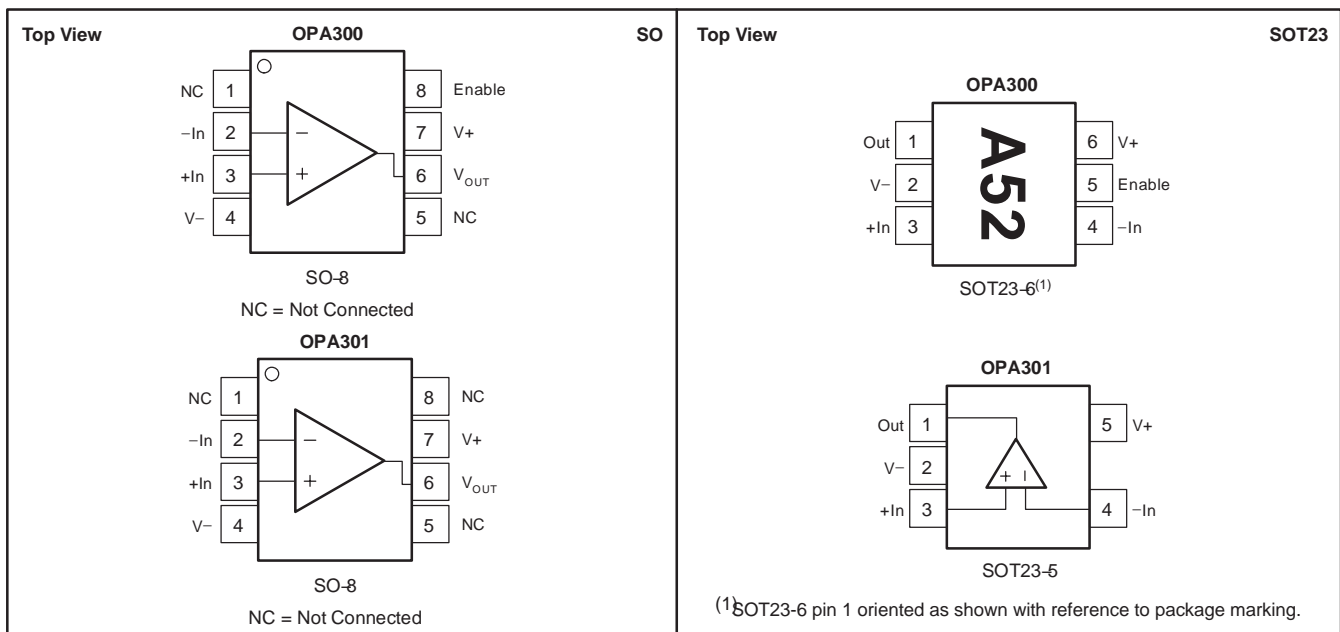 Top View
OPA300
SO
NC 1
8 Enable
−In 2
−
7 V+
+In 3
+
6 VOUT
V− 4
5 NC
SO-8
NC = Not Connected
OPA301
NC 1
8 NC
−In 2
−
7 V+
+In 3
+
6 VOUT
V− 4
5 NC
SO-8
NC = Not Connected
Top View
SOT23
OPA300
Out 1
A52
6 V+
V− 2
5 Enable
+In 3
4 −In
SOT23-6(1)
OPA301
Out 1
5 V+
V− 2
+ −
+In 3
4 −In
SOT23-5
(1)SOT23-6 pin 1 oriented as shown with reference to package marking.